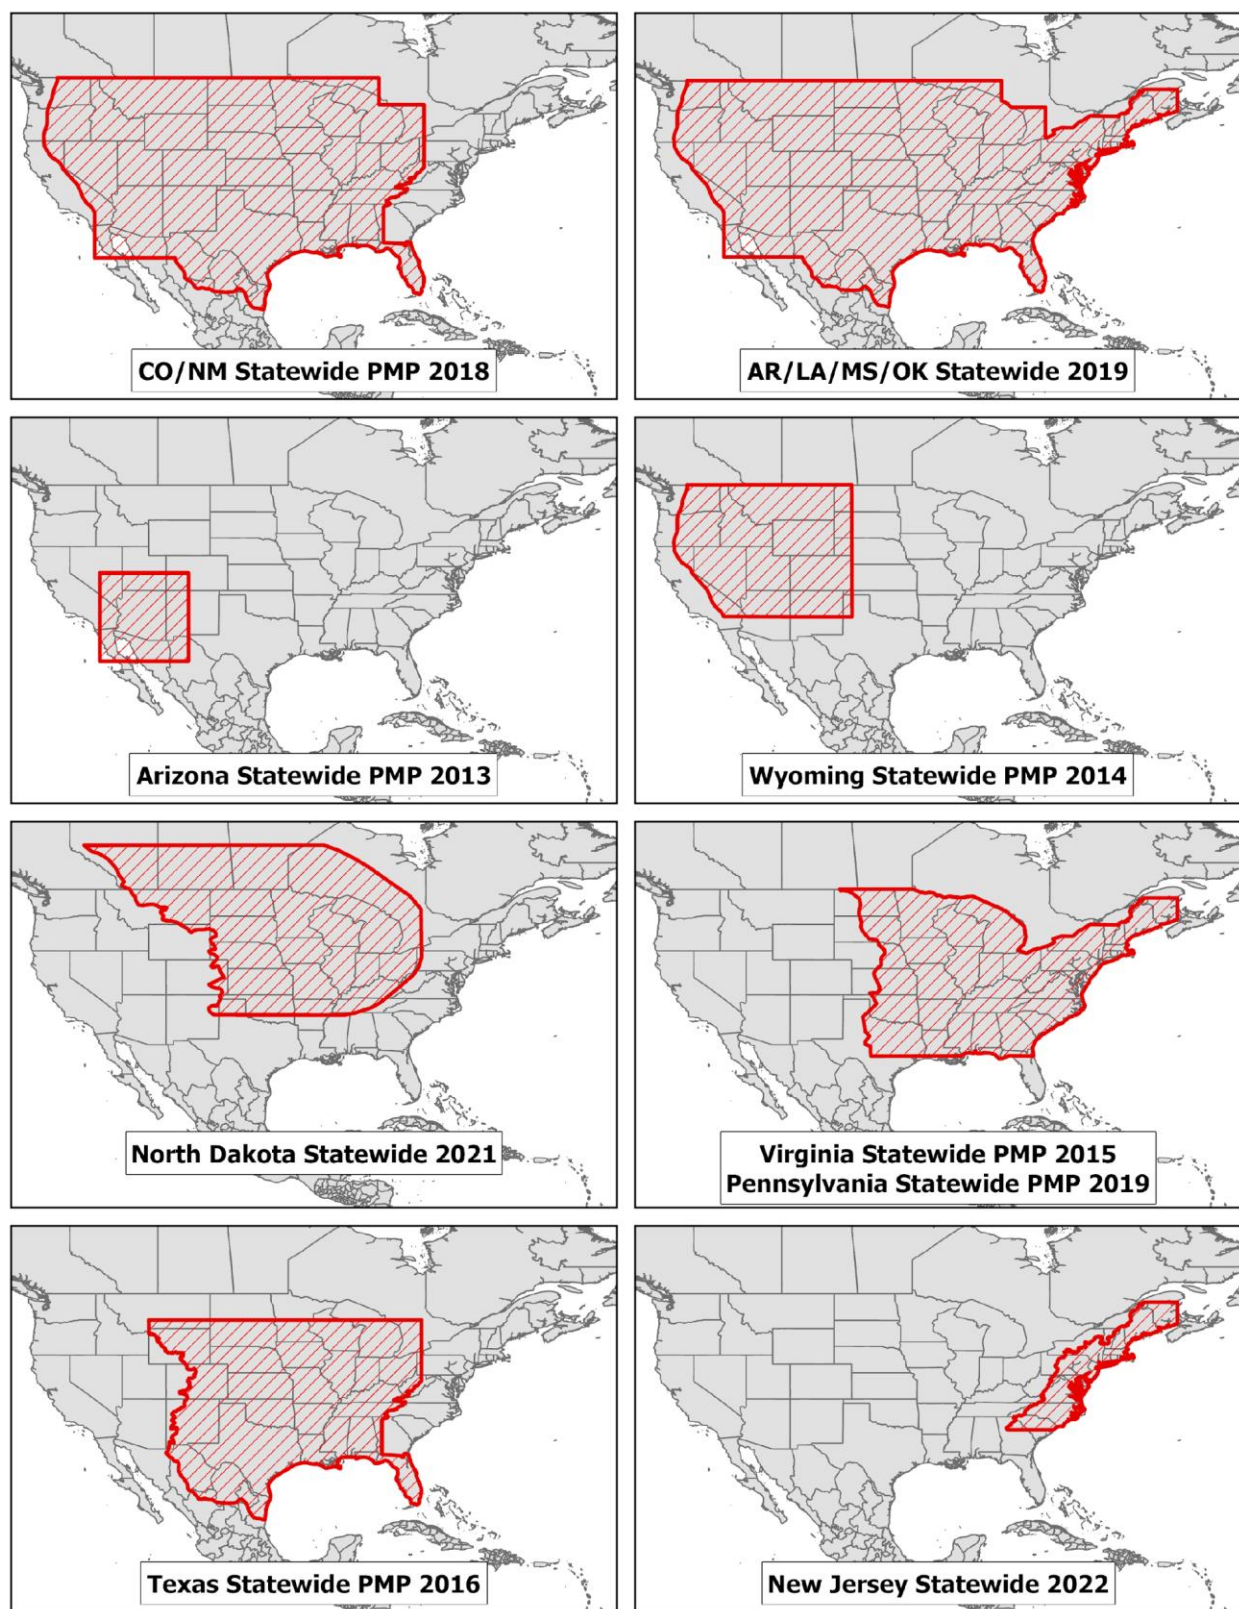 CO/NM Statewide PMP 2018
AR/LA/MS/OK Statewide 2019
Arizona Statewide PMP 2013
Wyoming Statewide PMP 2014
North Dakota Statewide 2021
Virginia Statewide PMP 2015
Pennsylvania Statewide PMP 2019
Texas Statewide PMP 2016
New Jersey Statewide 2022